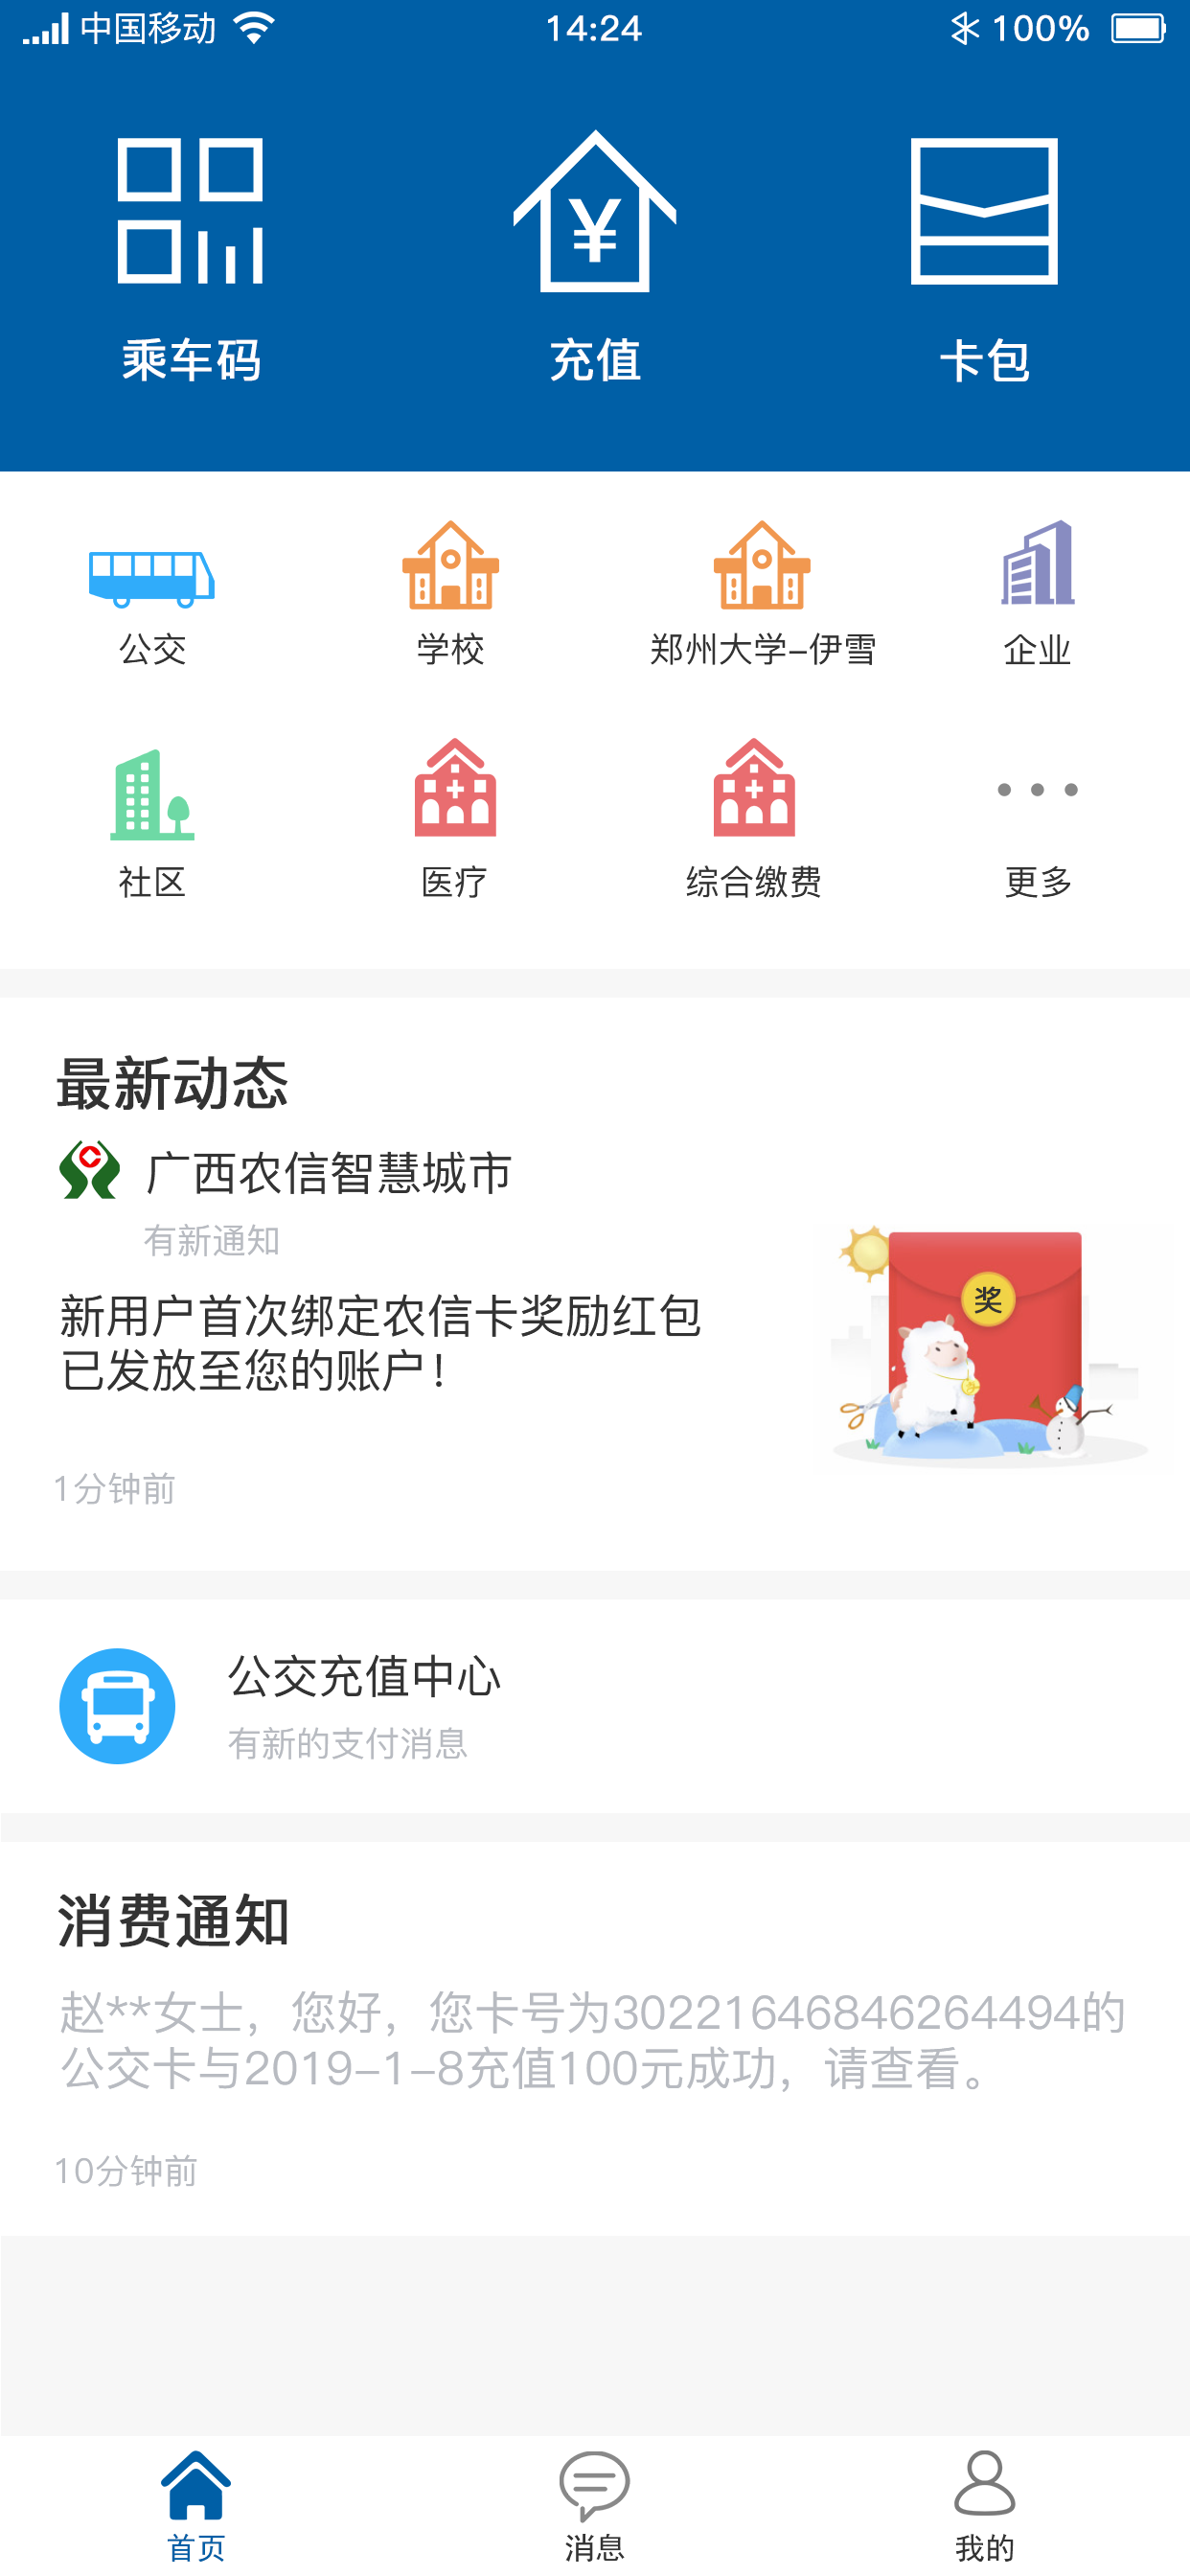 中国移动
14:24
100%
乘车码
充值
卡包
公交
学校
郑州大学-伊雪
企业
社区
医疗
综合缴费
更多
最新动态
广西农信智慧城市
有新通知
新用户首次绑定农信卡奖励红包
已发放至您的账户！
奖
1分钟前
公交充值中心
有新的支付消息
消费通知
赵**女士，您好，您卡号为30221646846264494的
公交卡与2019-1-8充值100元成功，请查看。
10分钟前
首页
消息
我的